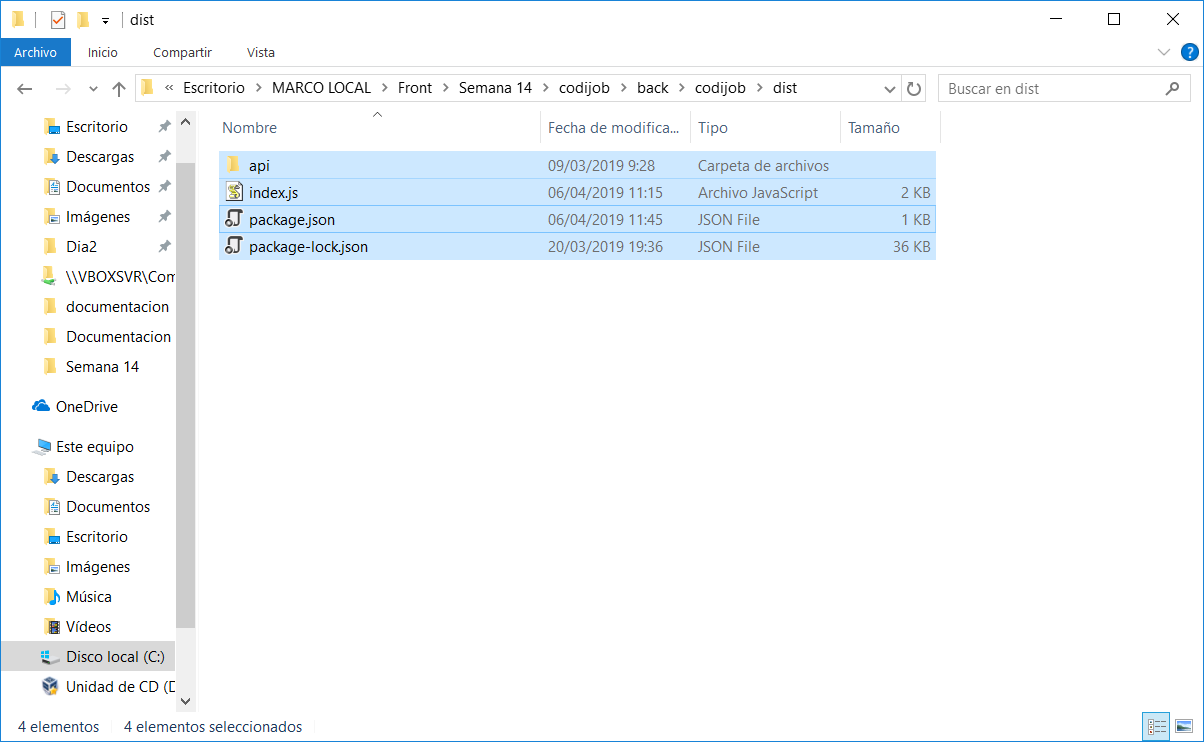 dist
Archivo Inicio Compartir Vista ?
« Escritorio > MARCO LOCAL > Front > Semana 14 > codijob > back > codijob > dist Buscar en dist
Escritorio
Descargas
Documentos
Imágenes
Dia2
\\VBOXSVR\Com
documentacion
Documentacion
Semana 14
OneDrive
Este equipo
Descargas
Documentos
Escritorio
Imágenes
Música
Vídeos
Disco local (C:)
Unidad de CD (D
Nombre Fecha de modifica... Tipo Tamaño
api 09/03/2019 9:28 Carpeta de archivos
index.js 06/04/2019 11:15 Archivo JavaScript 2 KB
package.json 06/04/2019 11:45 JSON File 1 KB
package-lock.json 20/03/2019 19:36 JSON File 36 KB
4 elementos 4 elementos seleccionados